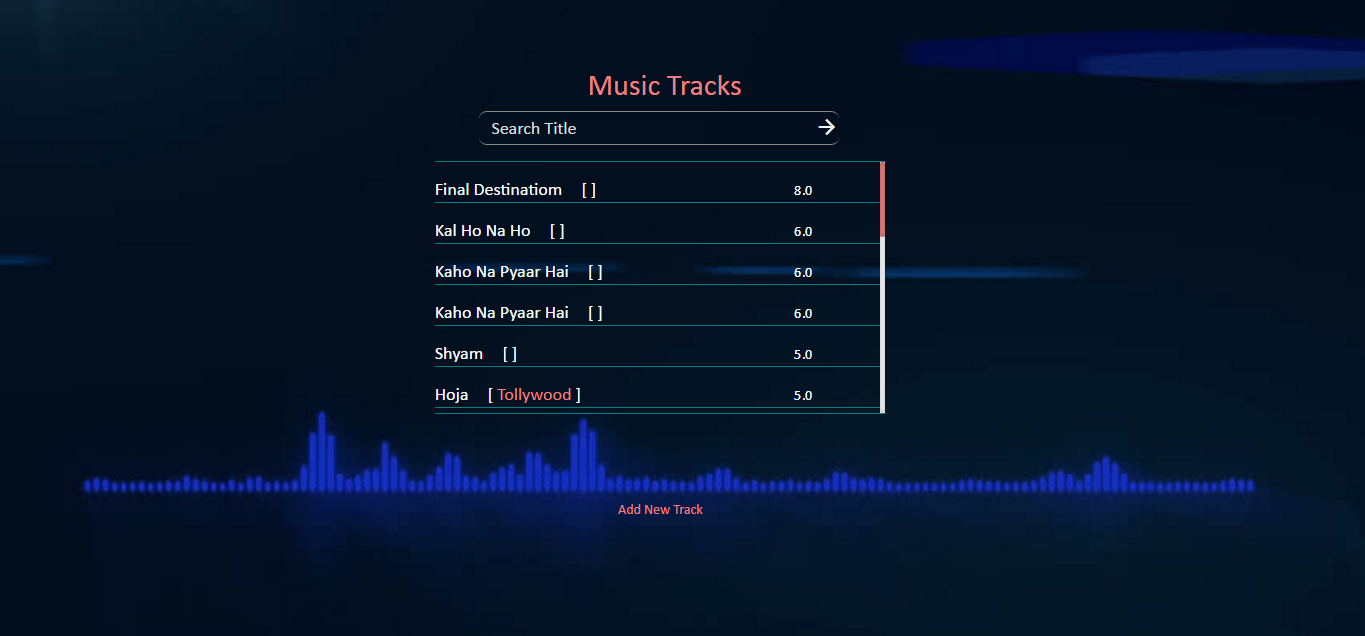 Music Tracks
Search Title
Final Destinatiom [ ] 8.0
Kal Ho Na Ho [ ] 6.0
Kaho Na Pyaar Hai [ ] 6.0
Kaho Na Pyaar Hai [ ] 6.0
Shyam [ ] 5.0
Hoja [ Tollywood ] 5.0
Add New Track